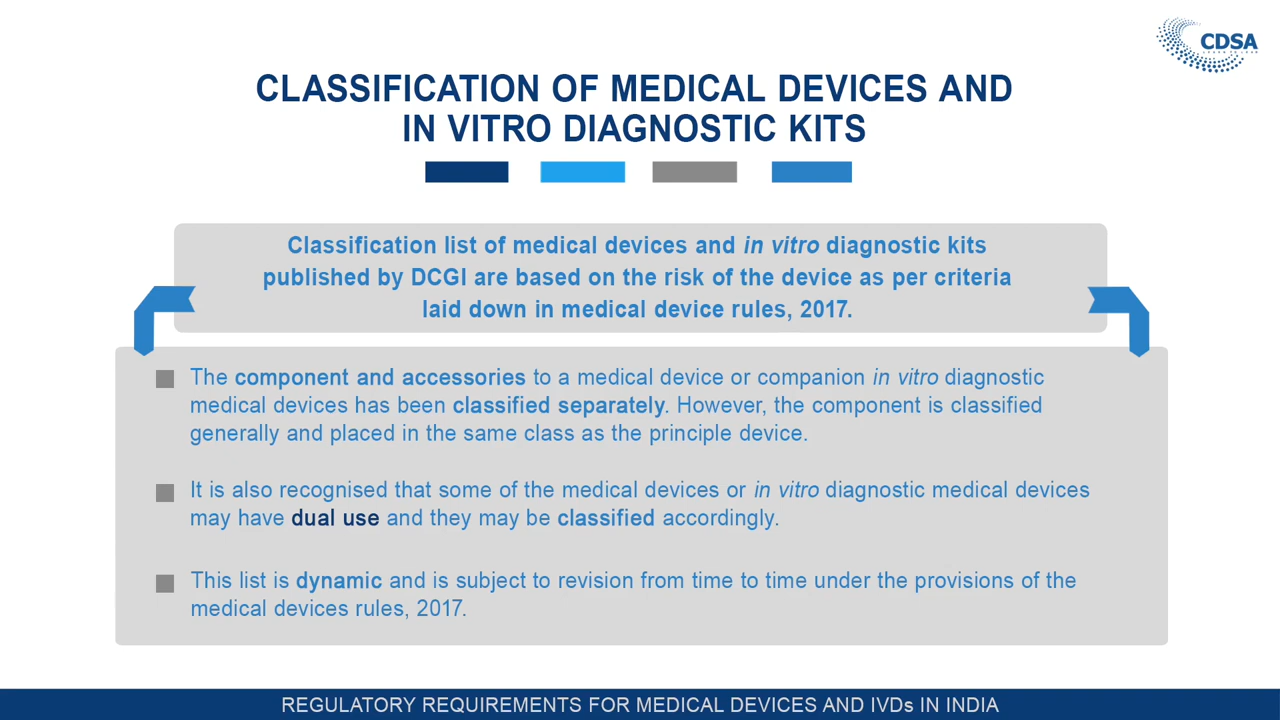 CDSA
CLASSIFICATION OF MEDICAL DEVICES AND
IN VITRO DIAGNOSTIC KITS
Classification list of medical devices and in vitro diagnostic kits
published by DCGI are based on the risk of the device as per criteria
laid down in medical device rules, 2017.
The component and accessories to a medical device or companion in vitro diagnostic
medical devices has been classified separately. However, the component is classified
generally and placed in the same class as the principle device.
It is also recognised that some of the medical devices or in vitro diagnostic medical devices
may have dual use and they may be classified accordingly.
This list is dynamic and is subject to revision from time to time under the provisions of the
medical devices rules, 2017.
REGULATORY REQUIREMENTS FOR MEDICAL DEVICES AND IVDs IN INDIA